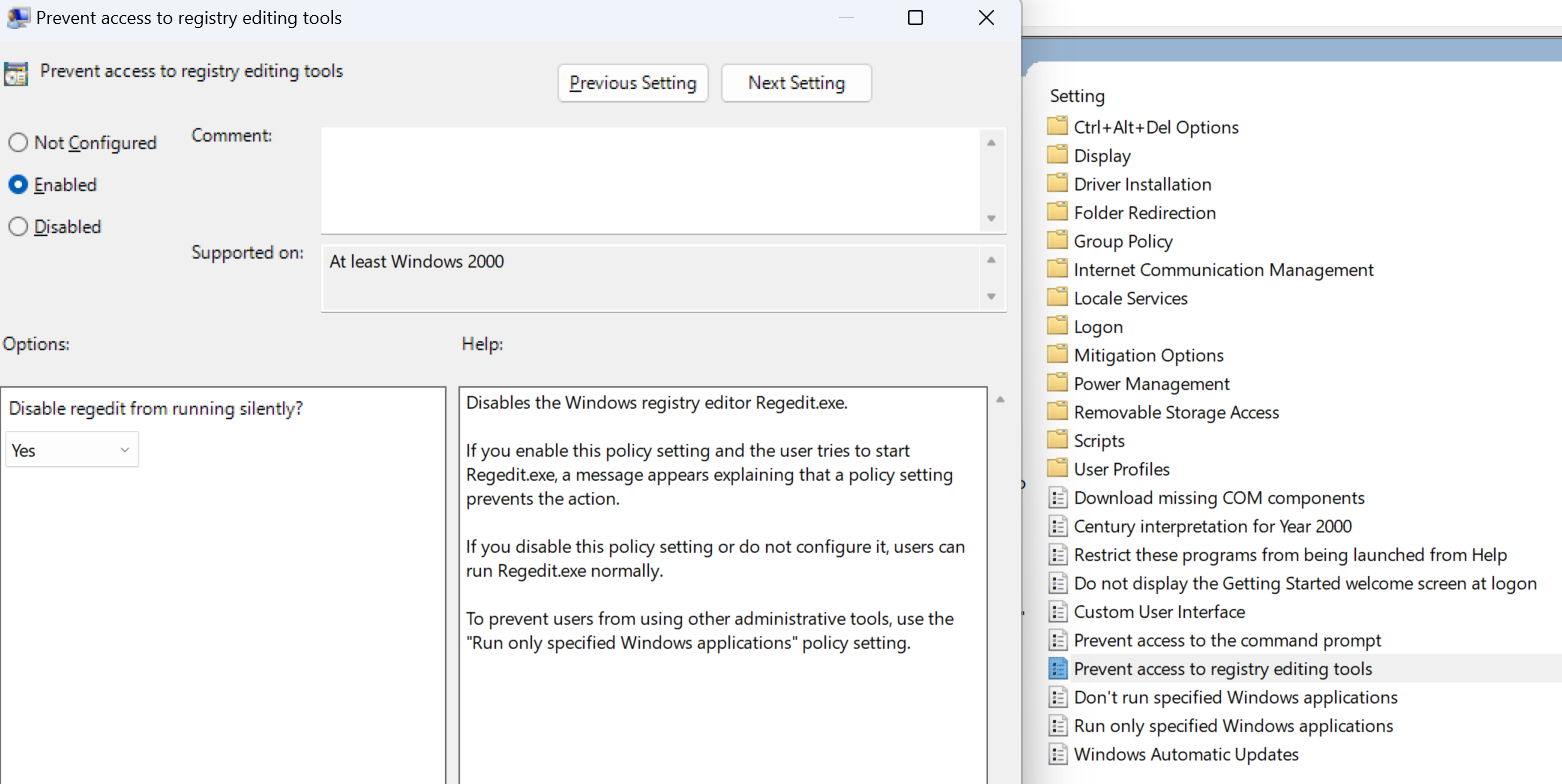 Prevent access to registry editing tools
Prevent access to registry editing tools
Previous Setting
Next Setting
Not Configured
Enabled
Disabled
Comment:
Supported on:
At least Windows 2000
Options:
Help:
Disable regedit from running silently?
Yes
Disables the Windows registry editor Regedit.exe.
If you enable this policy setting and the user tries to start
Regedit.exe, a message appears explaining that a policy setting
prevents the action.
If you disable this policy setting or do not configure it, users can
run Regedit.exe normally.
To prevent users from using other administrative tools, use the
"Run only specified Windows applications" policy setting.
Setting
Ctrl+Alt+Del Options
Display
Driver Installation
Folder Redirection
Group Policy
Internet Communication Management
Locale Services
Logon
Mitigation Options
Power Management
Removable Storage Access
Scripts
User Profiles
Download missing COM components
Century interpretation for Year 2000
Restrict these programs from being launched from Help
Do not display the Getting Started welcome screen at logon
Custom User Interface
Prevent access to the command prompt
Prevent access to registry editing tools
Don't run specified Windows applications
Run only specified Windows applications
Windows Automatic Updates